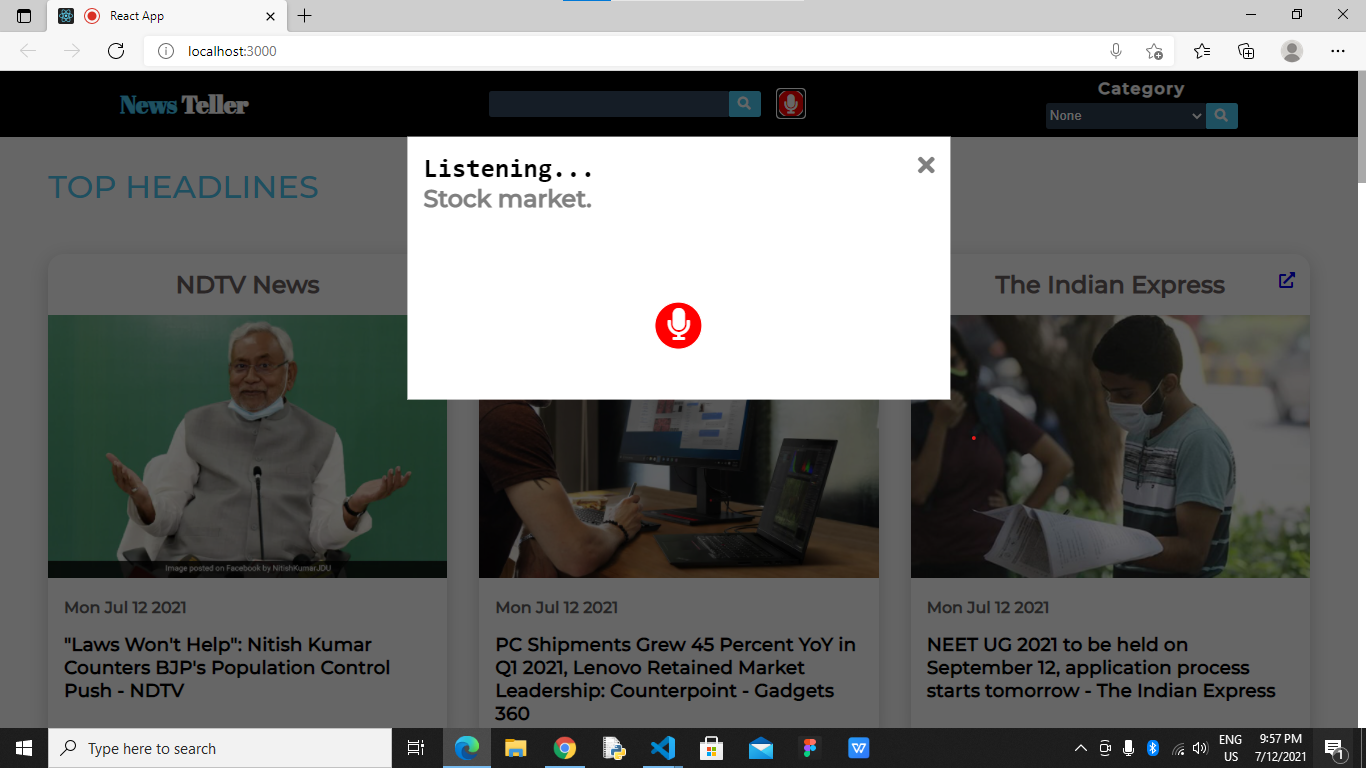 React App
localhost:3000
News Teller
Category
None
Listening...
Stock market.
TOP HEADLINES
NDTV News
The Indian Express
Image posted on Facebook by NitishKumarJDU
Mon Jul 12 2021
"Laws Won't Help": Nitish Kumar
Counters BJP's Population Control
Push - NDTV
Mon Jul 12 2021
PC Shipments Grew 45 Percent YoY in
Q1 2021, Lenovo Retained Market
Leadership: Counterpoint - Gadgets
360
Mon Jul 12 2021
NEET UG 2021 to be held on
September 12, application process
starts tomorrow - The Indian Express
Type here to search
W
ENG
US
9:57 PM
7/12/2021
1